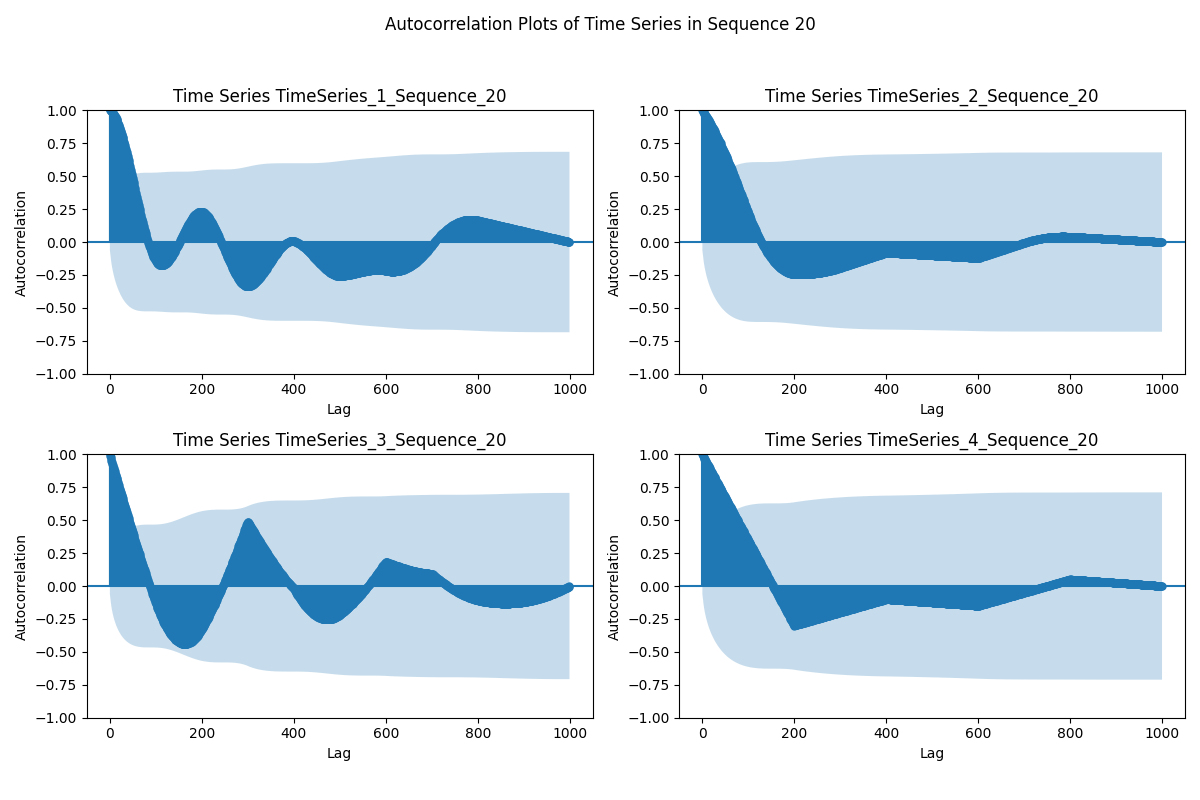 Autocorrelation Plots of Time Series in Sequence 20
Time Series TimeSeries_1_Sequence_20
1.00
0.75
0.50
0.25
0.00
−0.25
−0.50
−0.75
−1.00
Autocorrelation
0 200 400 600 800 1000
Lag
Time Series TimeSeries_2_Sequence_20
1.00
0.75
0.50
0.25
0.00
−0.25
−0.50
−0.75
−1.00
Autocorrelation
0 200 400 600 800 1000
Lag
Time Series TimeSeries_3_Sequence_20
1.00
0.75
0.50
0.25
0.00
−0.25
−0.50
−0.75
−1.00
Autocorrelation
0 200 400 600 800 1000
Lag
Time Series TimeSeries_4_Sequence_20
1.00
0.75
0.50
0.25
0.00
−0.25
−0.50
−0.75
−1.00
Autocorrelation
0 200 400 600 800 1000
Lag